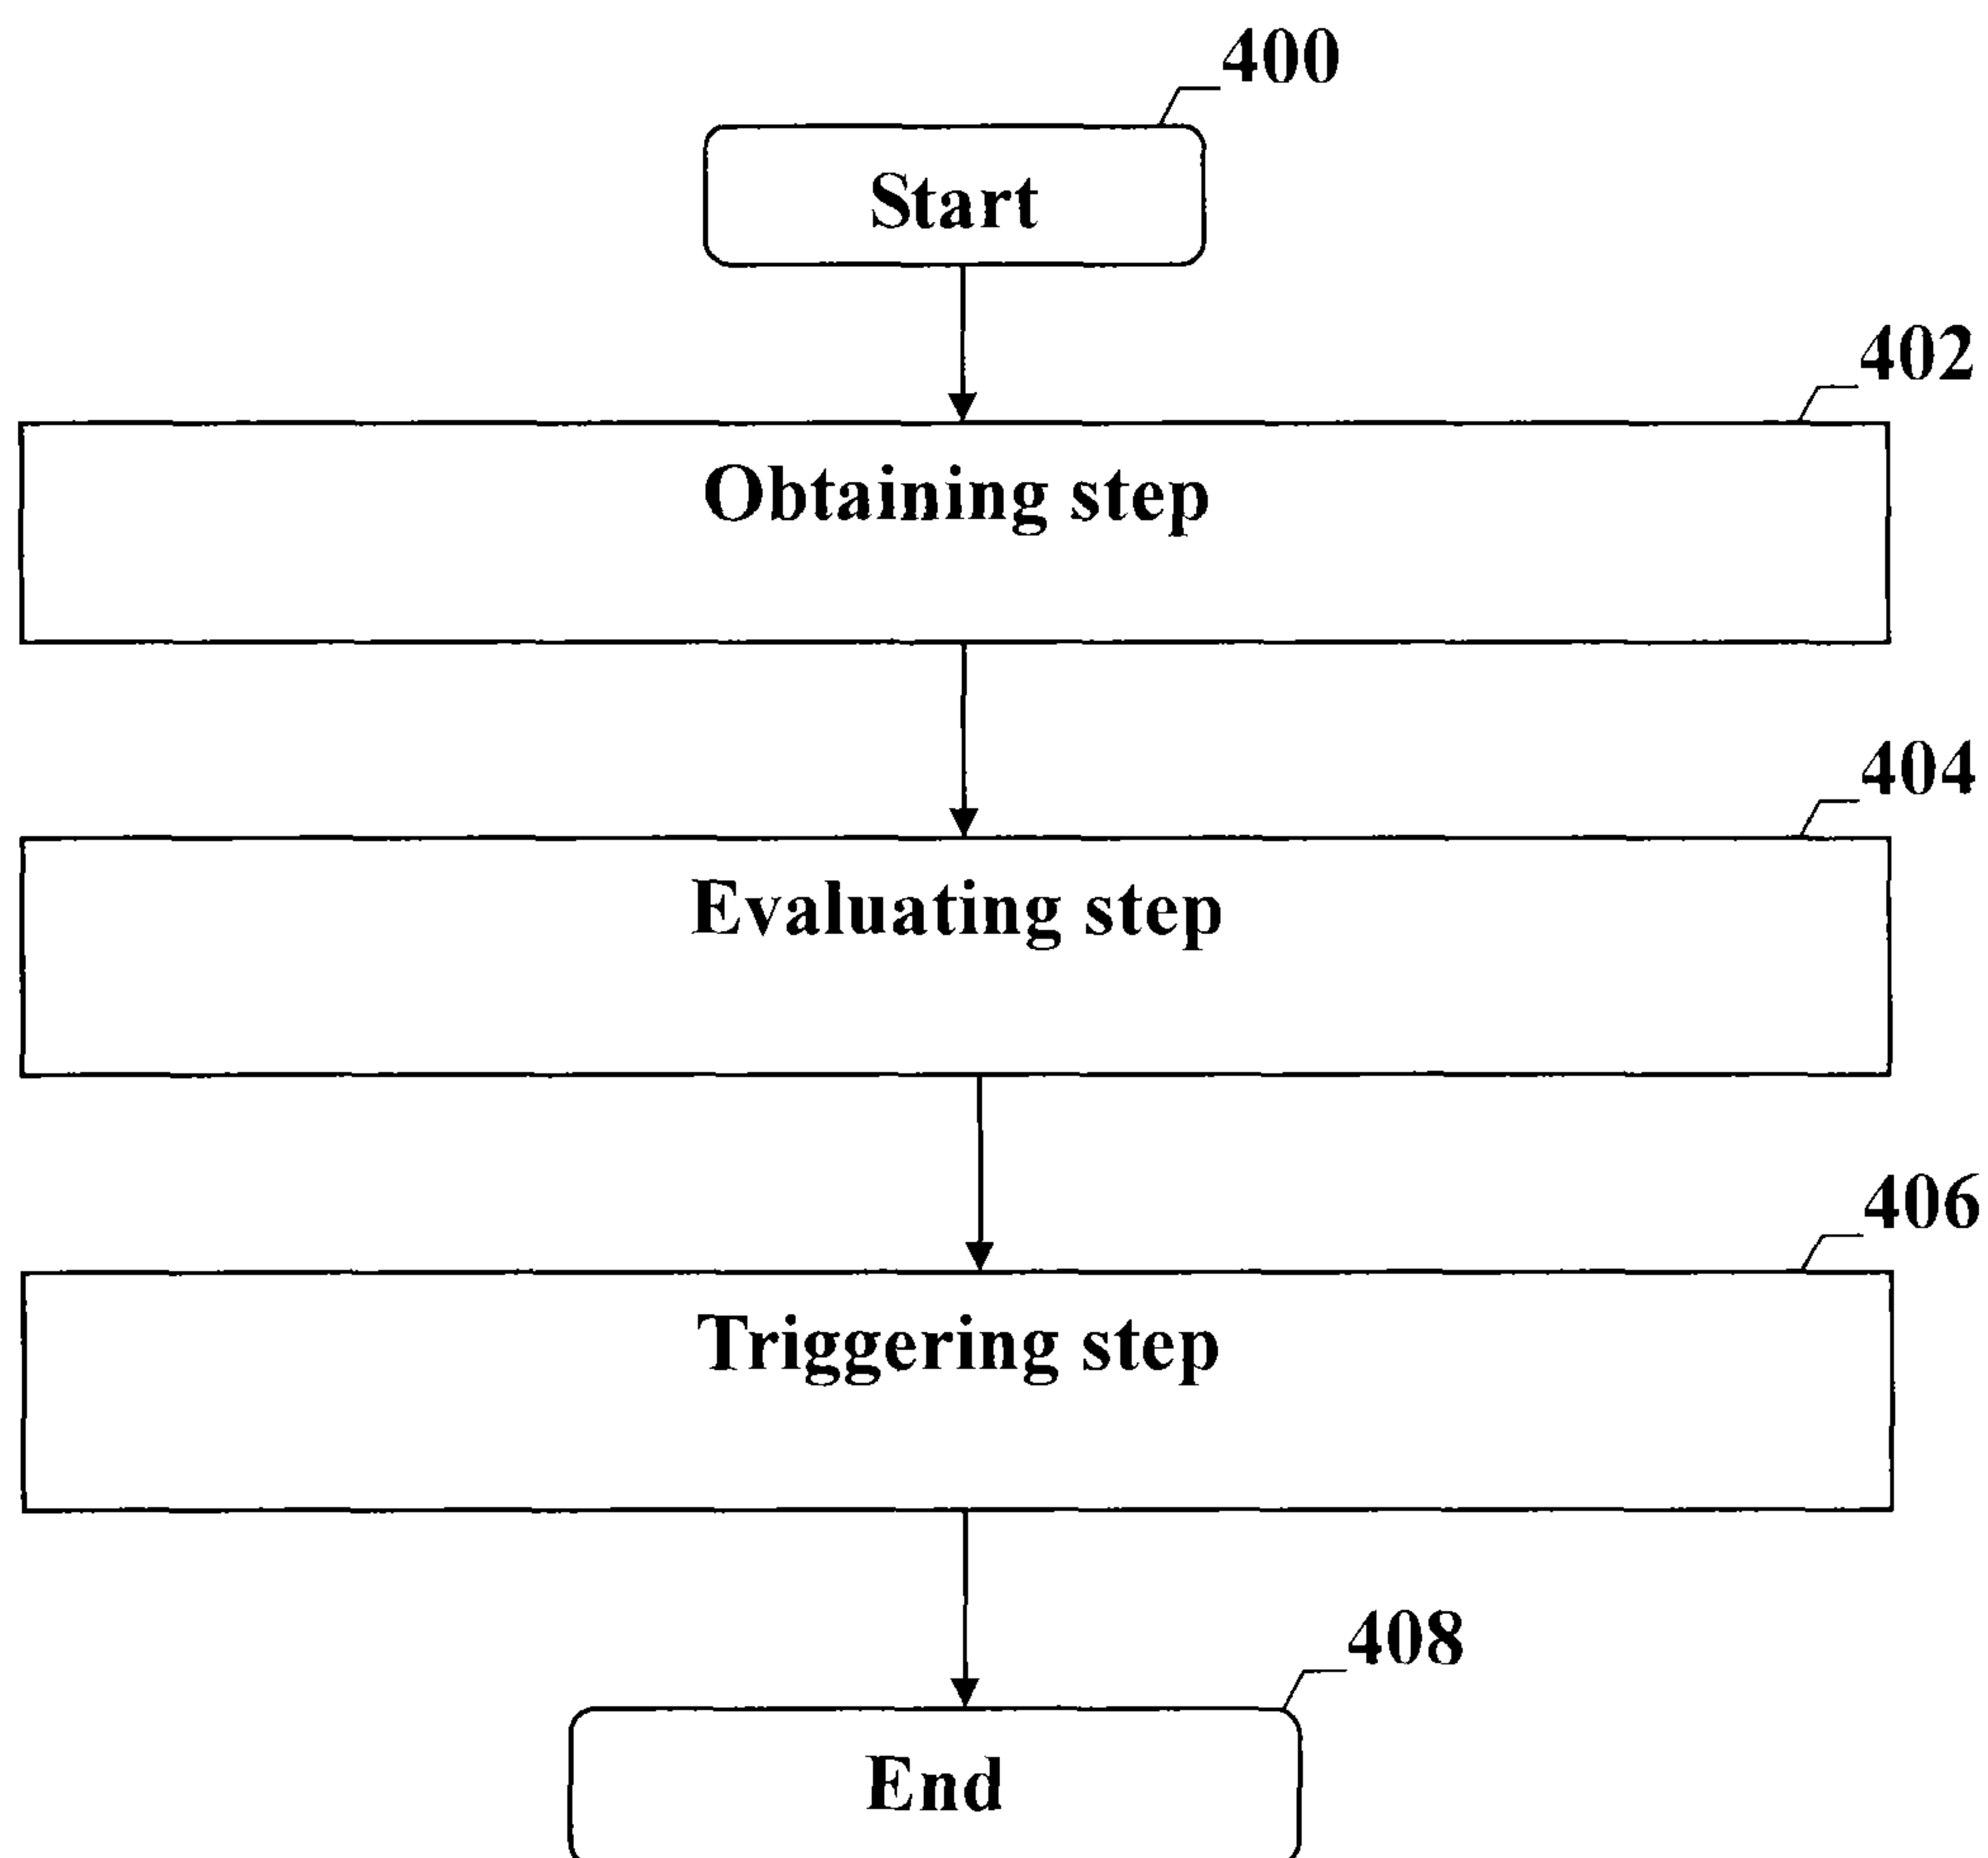 400
Start
402
Obtaining step
404
Evaluating step
406
Triggering step
408
End